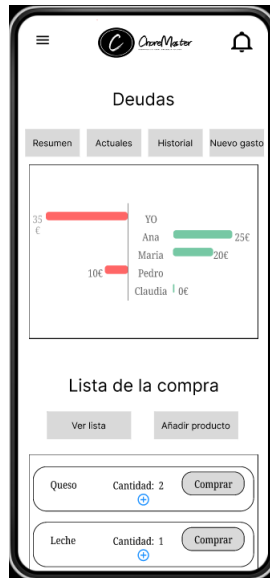 C ChoreMaster
Deudas
Resumen Actuales Historial Nuevo gasto
35
€
YO
Ana 25€
Maria 20€
10€ Pedro
Claudia 0€
Lista de la compra
Ver lista Añadir producto
Queso Cantidad: 2 Comprar
Leche Cantidad: 1 Comprar